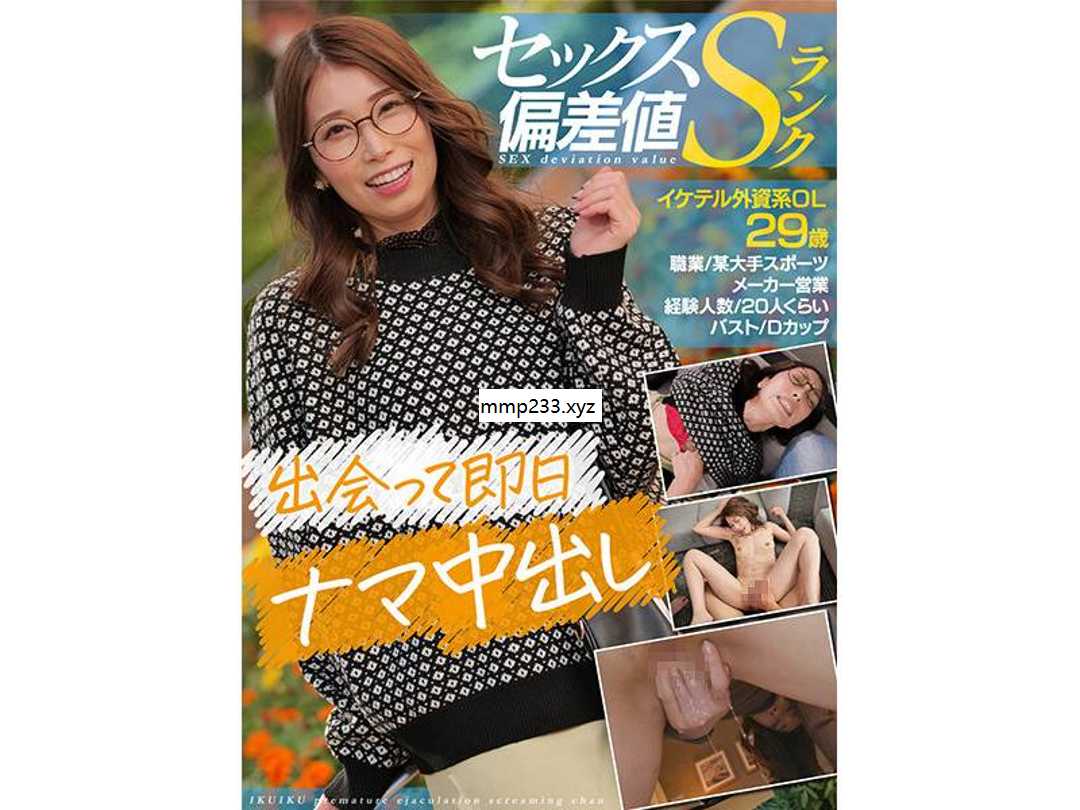 セックス
偏差値
SEX deviation value
Sランク
イケテル外資系OL
29歳
職業/某大手スポーツ
メーカー営業
経験人数/20人くらい
バスト/Dカップ
mmp233.xyz
出会って即日
ナマ中出し
IKUIKU premature ejaculation screaming chan